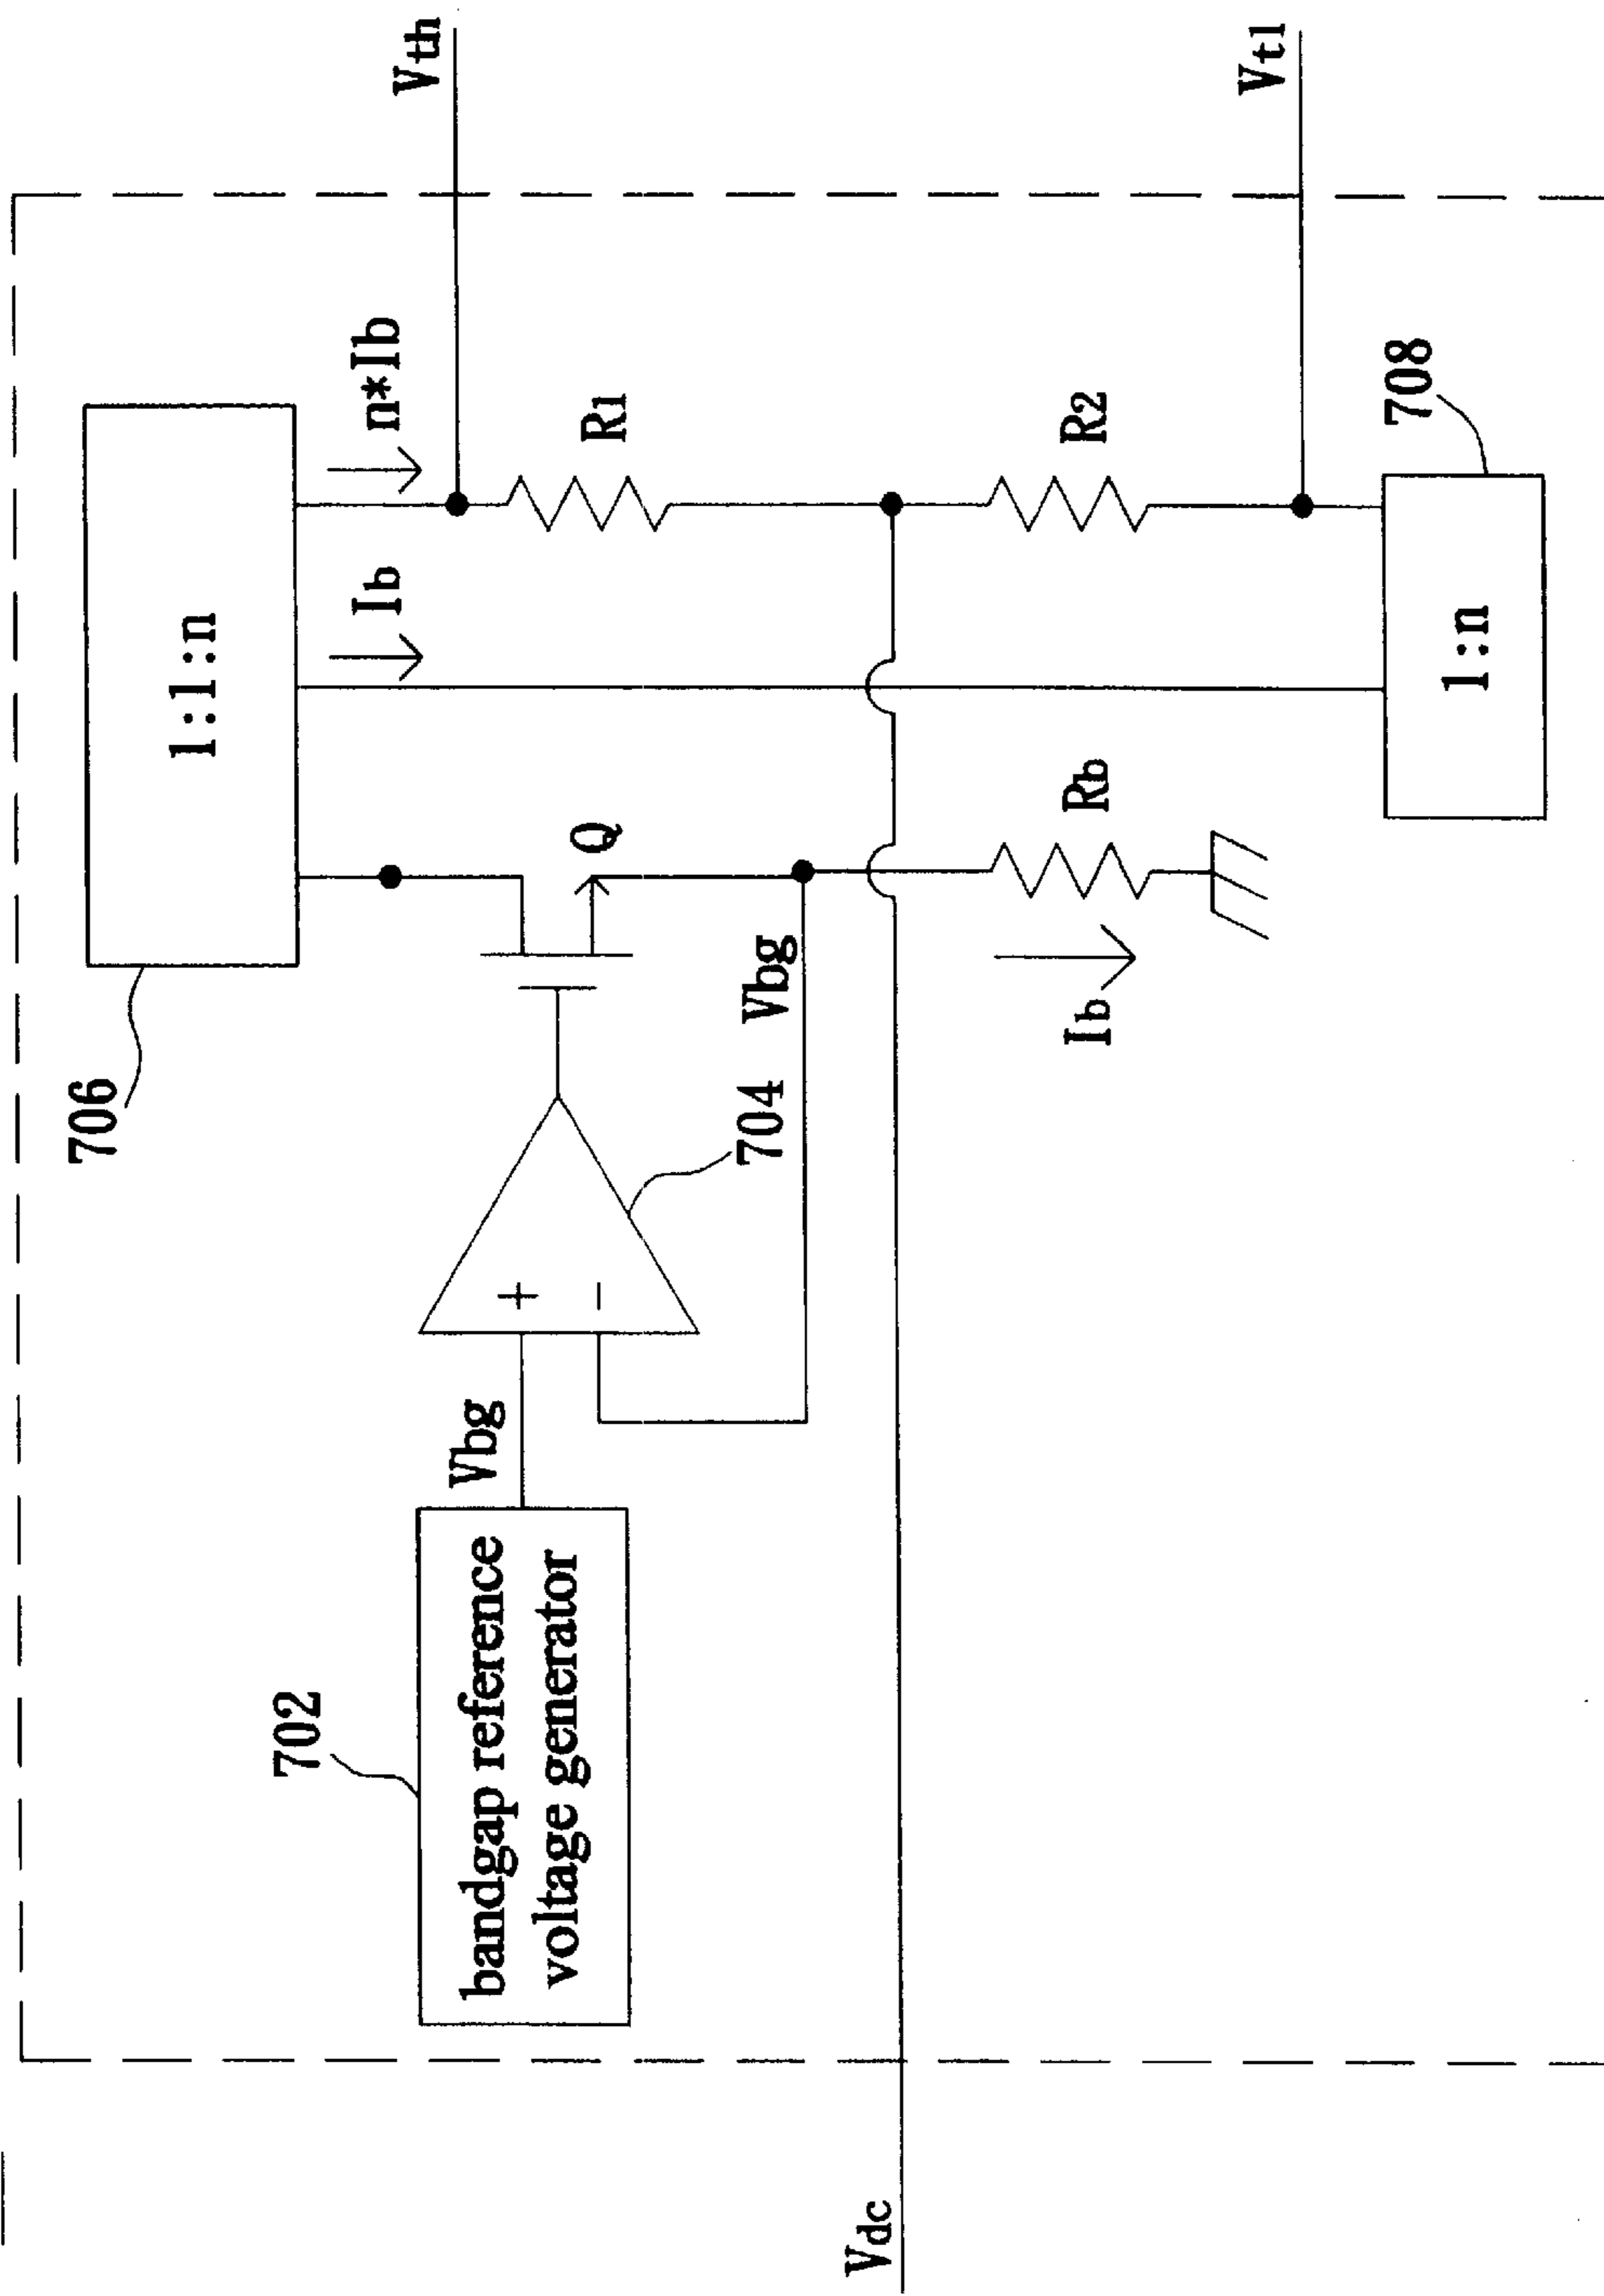 706
1:1:n
Ib
n*Ib
Vth
702
bandgap reference
voltage generator
Vbg
+
−
704
Q
R1
Vbg
Vdc
Ib
Rb
R2
1:n
708
Vtl